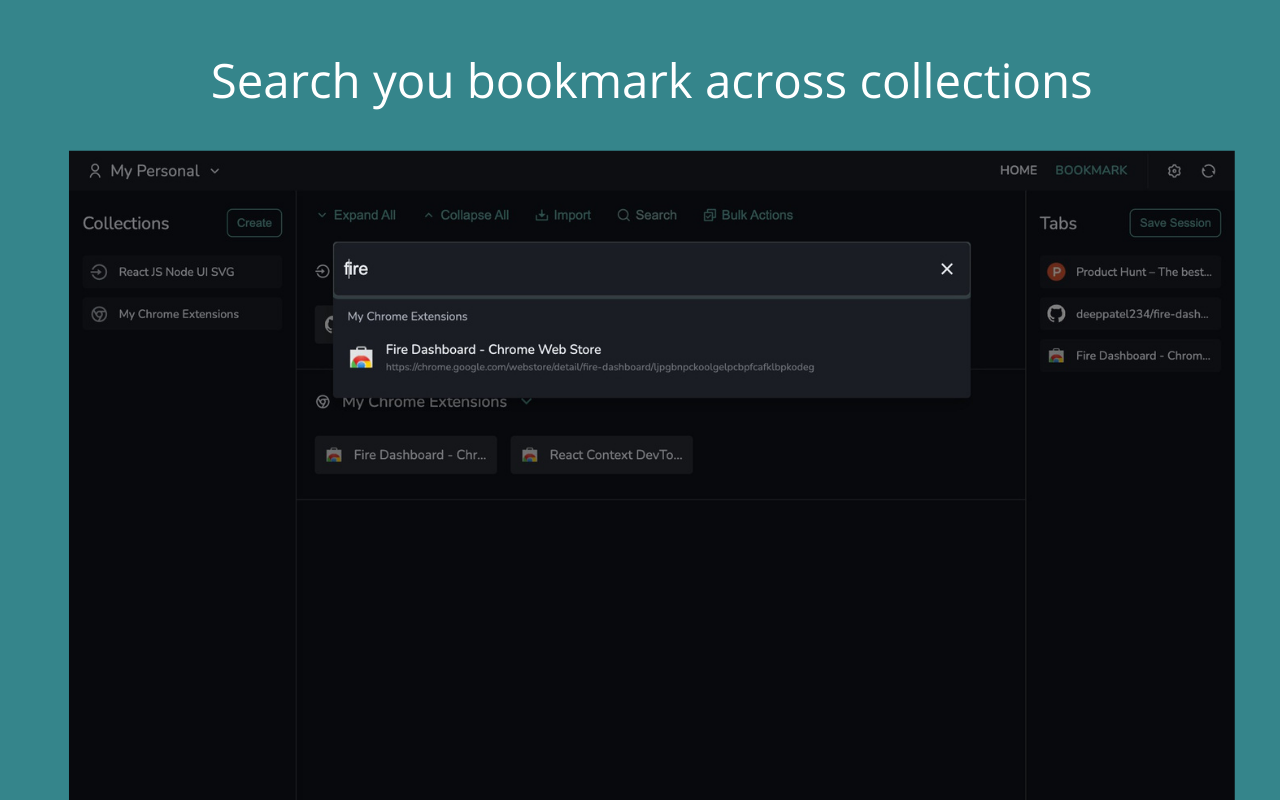 Search you bookmark across collections
My Personal
HOME BOOKMARK
Collections
Create
React JS Node UI SVG
My Chrome Extensions
Expand All Collapse All Import Search Bulk Actions
fire
My Chrome Extensions
Fire Dashboard - Chrome Web Store
https://chrome.google.com/webstore/detail/fire-dashboard/ljpgbnpckoolgelpcbpfcafklbpkodeg
My Chrome Extensions
Fire Dashboard - Chr...
React Context DevTo...
Tabs
Save Session
P
Product Hunt – The best...
deeppatel234/fire-dash...
Fire Dashboard - Chrom...